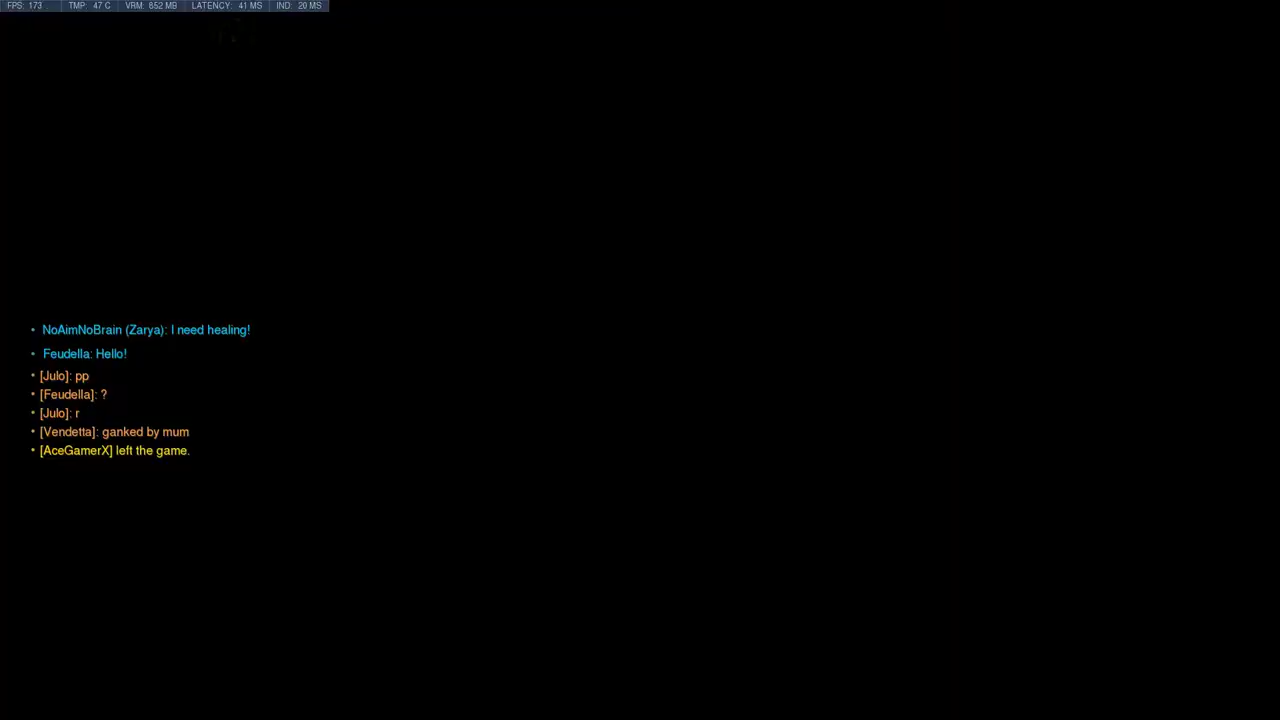 FPS: 173 TMP: 47 C VRM: 852 MB LATENCY: 41 MS IND: 20 MS
• NoAimNoBrain (Zarya): I need healing!
• Feudella: Hello!
• [Julo]: pp
• [Feudella]: ?
• [Julo]: r
• [Vendetta]: ganked by mum
• [AceGamerX] left the game.